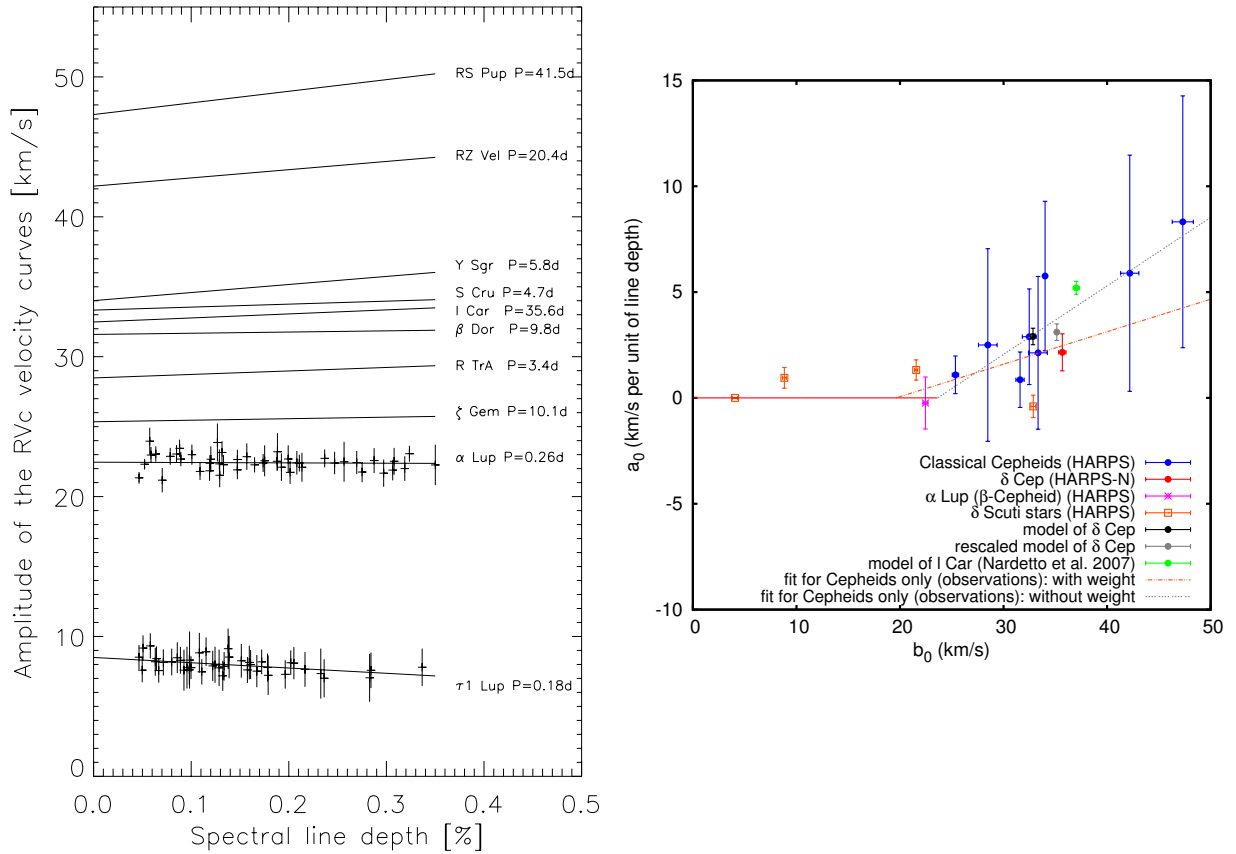 Amplitude of the RVc velocity curves [km/s]
50
40
30
20
10
0
RS Pup P=41.5d
RZ Vel P=20.4d
Y Sgr P=5.8d
S Cru P=4.7d
l Car P=35.6d
β Dor P=9.8d
R TrA P=3.4d
ζ Gem P=10.1d
α Lup P=0.26d
τ1 Lup P=0.18d
0.0 0.1 0.2 0.3 0.4 0.5
Spectral line depth [%]
a0 (km/s per unit of line depth)
15
10
5
0
-5
-10
Classical Cepheids (HARPS)
δ Cep (HARPS-N)
α Lup (β-Cepheid) (HARPS)
δ Scuti stars (HARPS)
model of δ Cep
rescaled model of δ Cep
model of l Car (Nardetto et al. 2007)
fit for Cepheids only (observations): with weight
fit for Cepheids only (observations): without weight
0 10 20 30 40 50
b0 (km/s)